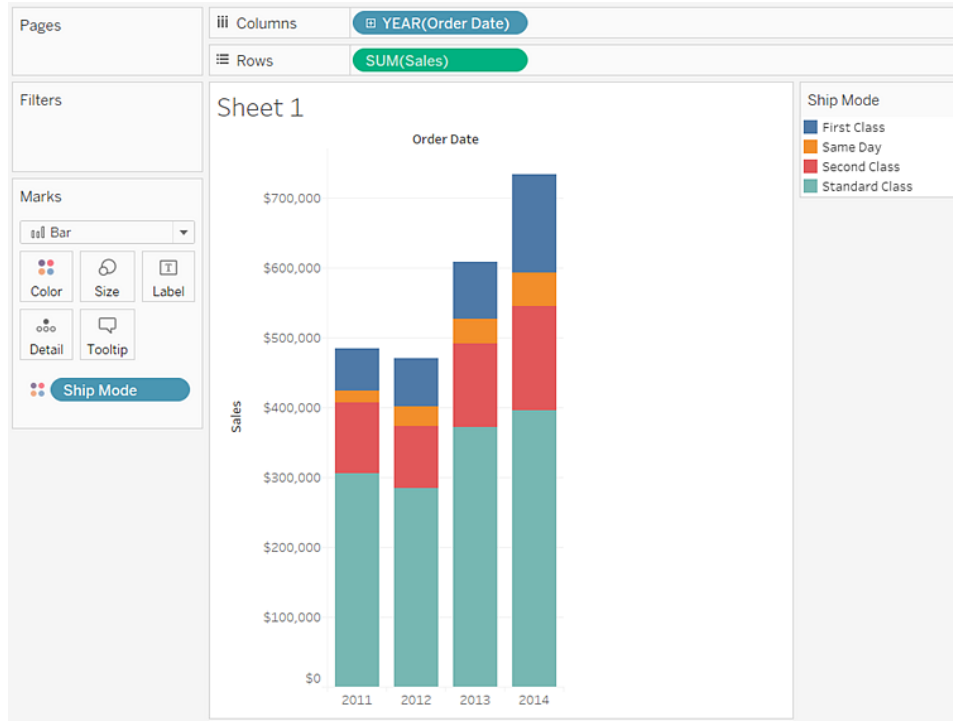 Pages
Columns
YEAR(Order Date)
Rows
SUM(Sales)
Filters
Marks
Bar
Color
Size
Label
Detail
Tooltip
Ship Mode
Sheet 1
Order Date
Sales
$700,000
$600,000
$500,000
$400,000
$300,000
$200,000
$100,000
$0
2011 2012 2013 2014
Ship Mode
First Class
Same Day
Second Class
Standard Class